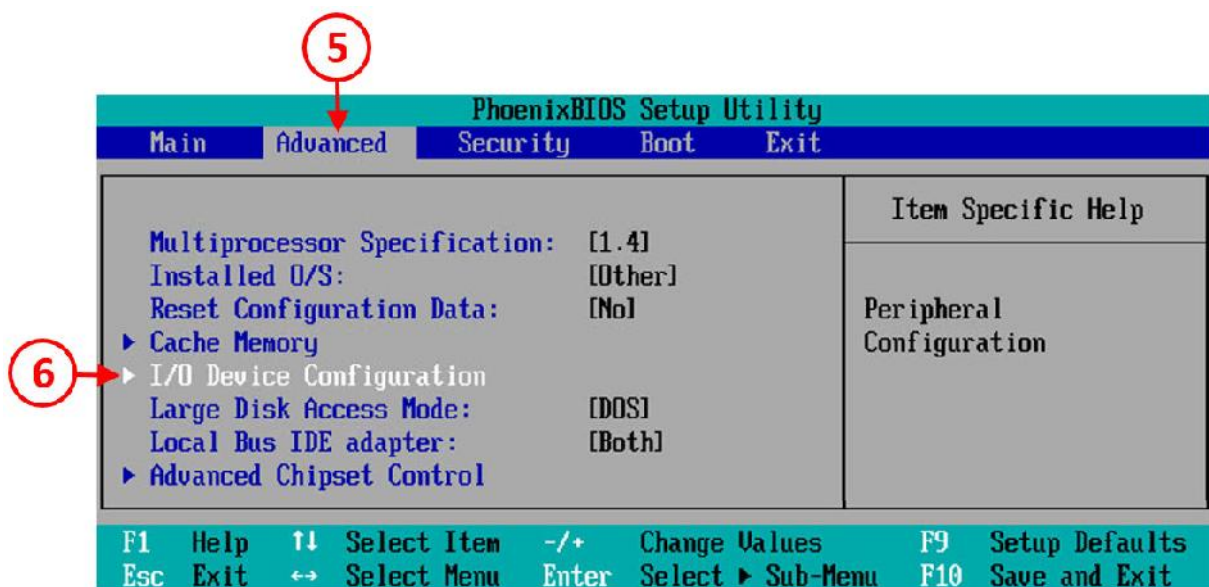 5
PhoenixBIOS Setup Utility
Main Advanced Security Boot Exit
Item Specific Help
Multiprocessor Specification: [1.4]
Installed O/S: [Other]
Reset Configuration Data: [No]
Peripheral
Configuration
▶ Cache Memory
6
▶ I/O Device Configuration
Large Disk Access Mode: [DOS]
Local Bus IDE adapter: [Both]
▶ Advanced Chipset Control
F1 Help ↑↓ Select Item -/+ Change Values F9 Setup Defaults
Esc Exit ↔ Select Menu Enter Select ▶ Sub-Menu F10 Save and Exit